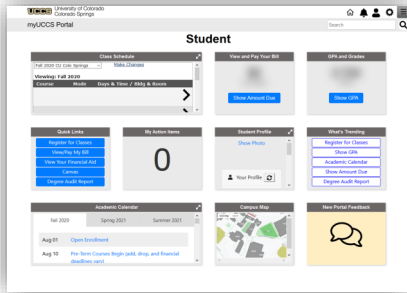 UCCS University of Colorado
Colorado Springs
myUCCS Portal
Search
Student
Class Schedule
Fall 2020 CU Colo Springs
Make Changes
Viewing: Fall 2020
Course Mode Days & Time / Bldg & Room
View and Pay Your Bill
Show Amount Due
GPA and Grades
Show GPA
Quick Links
Register for Classes
View/Pay My Bill
View Your Financial Aid
Canvas
Degree Audit Report
My Action Items
0
Student Profile
Show Photo
Your Profile
What's Trending
Register for Classes
Show GPA
Academic Calendar
Show Amount Due
Degree Audit Report
Academic Calendar
Fall 2020 Spring 2021 Summer 2021
Aug 01 Open Enrollment
Aug 10 Pre-Term Courses Begin (add, drop, and financial
deadlines vary)
Campus Map
New Portal Feedback